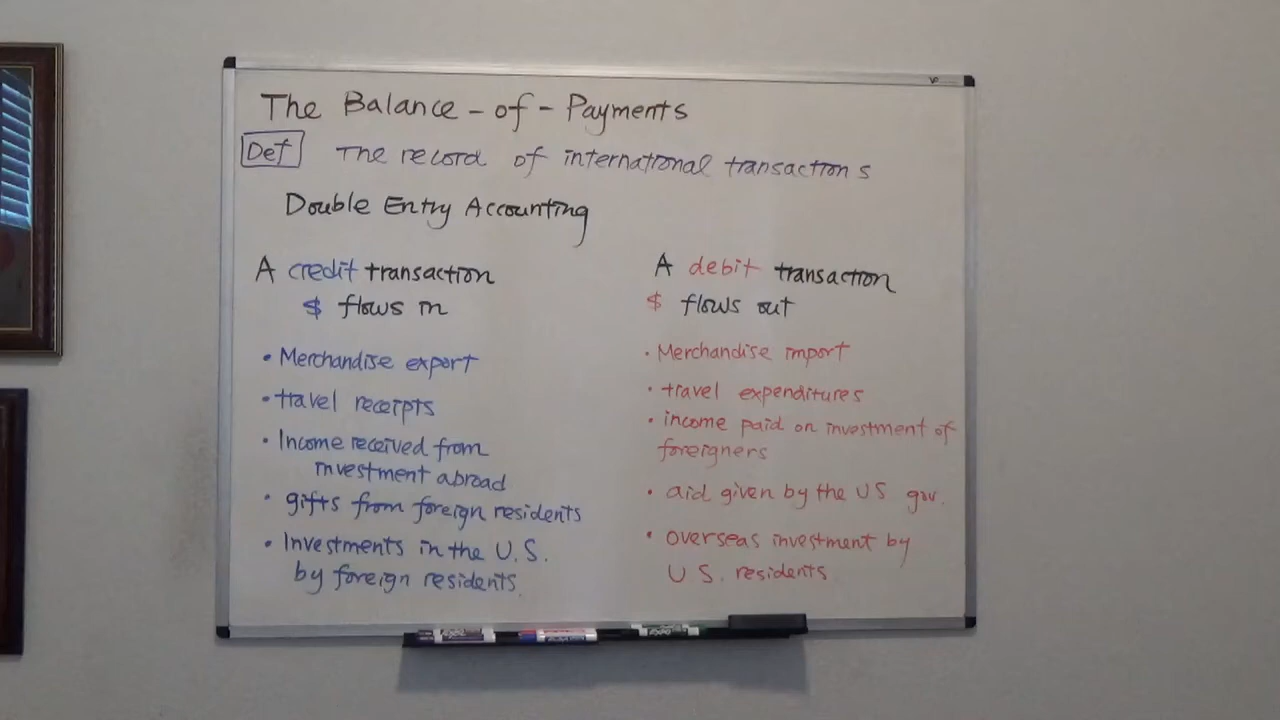 The Balance-of-Payments
Def The record of international transactions
Double Entry Accounting
A credit transaction
$ flows in
• Merchandise export
• travel receipts
• Income received from
investment abroad
• gifts from foreign residents
• Investments in the U.S.
by foreign residents.
A debit transaction
$ flows out
• Merchandise import
• travel expenditures
• income paid on investment of
foreigners
• aid given by the US gov.
• overseas investment by
U S. residents